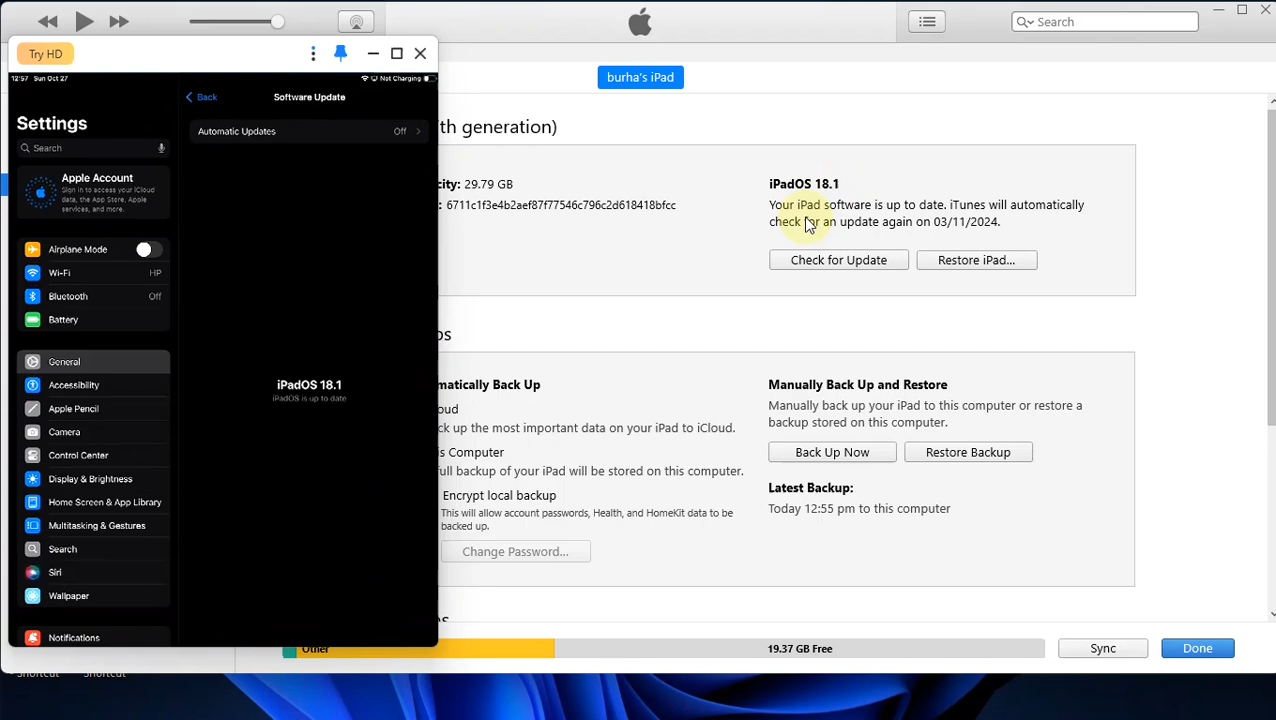 Search
Try HD
burha's iPad
12:57 Sun Oct 27
Not Charging
Back
Software Update
Settings
Automatic Updates
Off
Search
Apple Account
Sign in to access your iCloud
data, the App Store, Apple
services, and more.
Airplane Mode
Wi-Fi
HP
Bluetooth
Off
Battery
General
Accessibility
Apple Pencil
Camera
Control Center
Display & Brightness
Home Screen & App Library
Multitasking & Gestures
Search
Siri
Wallpaper
Notifications
iPadOS 18.1
iPadOS is up to date
th generation)
city: 29.79 GB
: 6711c1f3e4b2aef87f77546c796c2d618418bfcc
iPadOS 18.1
Your iPad software is up to date. iTunes will automatically
check for an update again on 03/11/2024.
Check for Update
Restore iPad...
os
matically Back Up
oud
ck up the most important data on your iPad to iCloud.
is Computer
full backup of your iPad will be stored on this computer.
Encrypt local backup
This will allow account passwords, Health, and HomeKit data to be
backed up.
Change Password...
Manually Back Up and Restore
Manually back up your iPad to this computer or restore a
backup stored on this computer.
Back Up Now
Restore Backup
Latest Backup:
Today 12:55 pm to this computer
Other
19.37 GB Free
Sync
Done
Shortcut
Shortcut